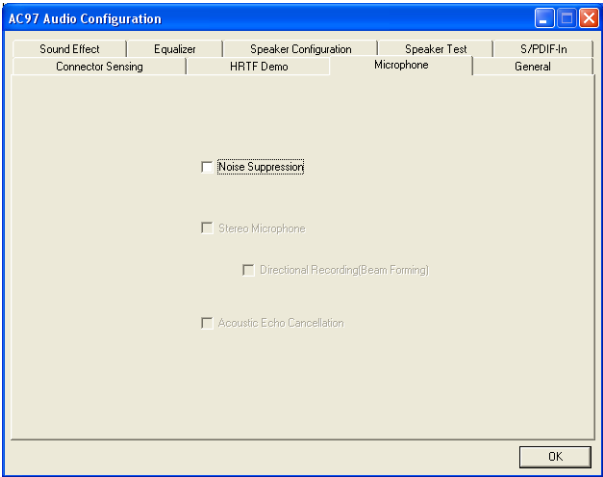 AC97 Audio Configuration
Sound Effect Equalizer Speaker Configuration Speaker Test S/PDIF-In
Connector Sensing HRTF Demo Microphone General
Noise Suppression
Stereo Microphone
Directional Recording(Beam Forming)
Acoustic Echo Cancellation
OK